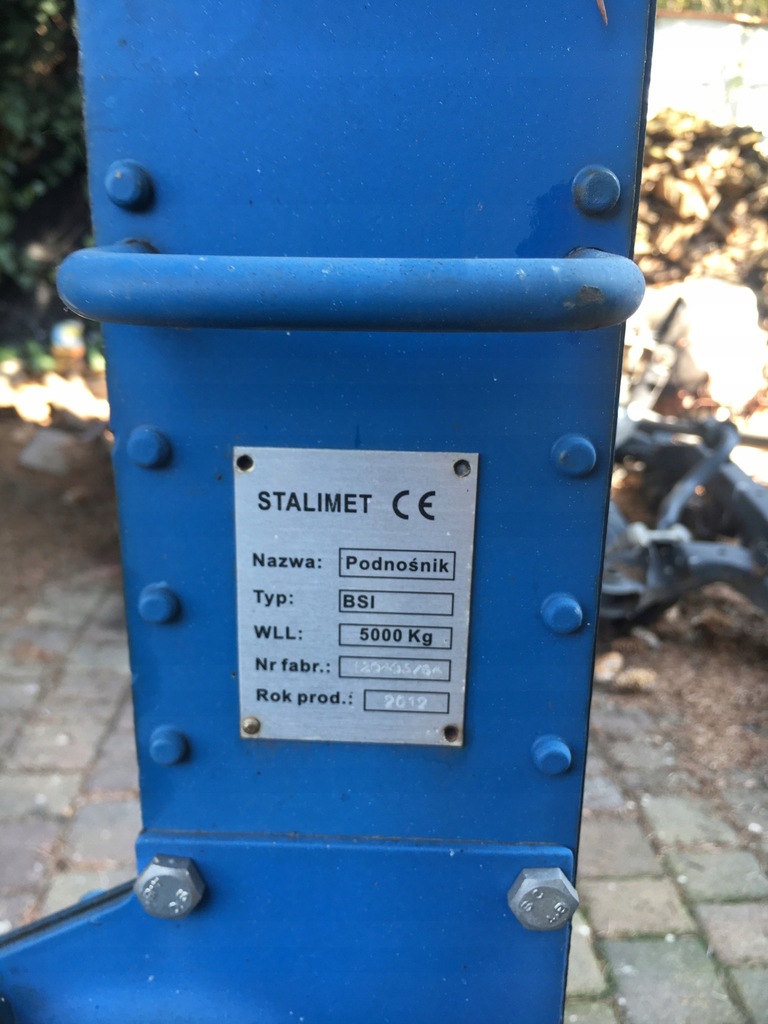 STALIMET CE
Nazwa: Podnośnik
Typ: BSI
WLL: 5000 Kg
Nr fabr.:
Rok prod.: 2012